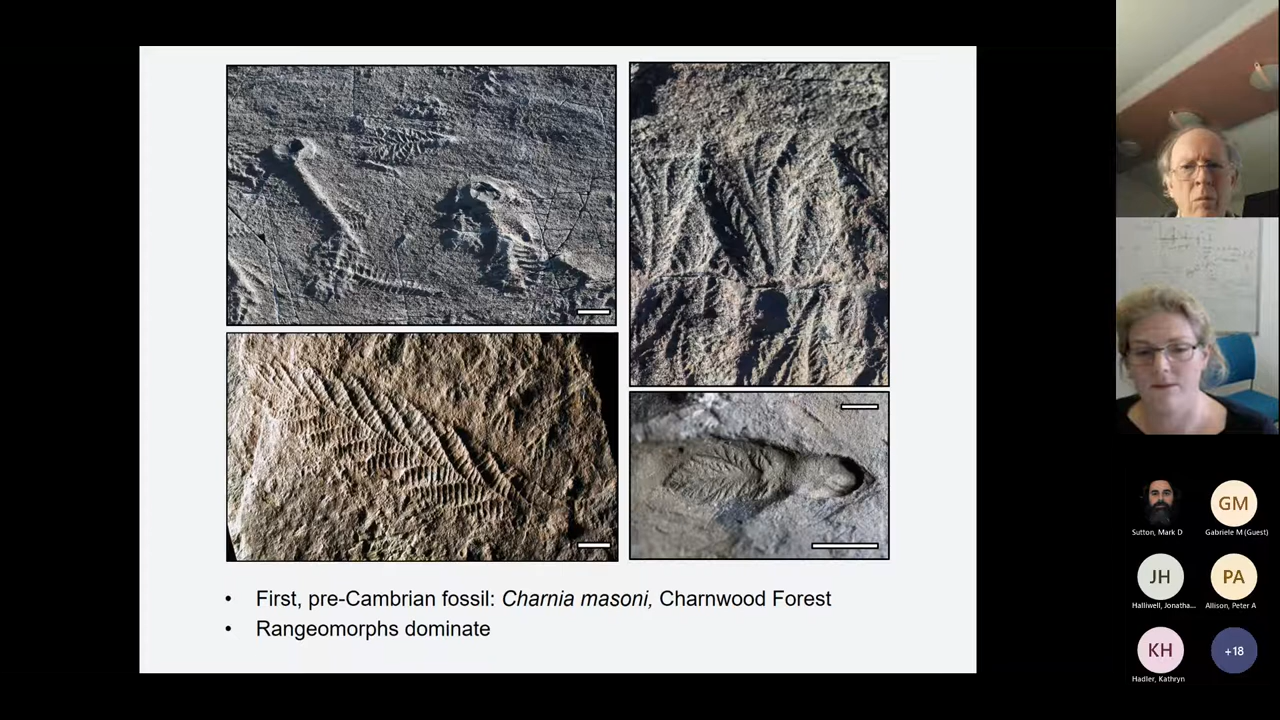 • First, pre-Cambrian fossil: Charnia masoni, Charnwood Forest
• Rangeomorphs dominate
Sutton, Mark D
GM
Gabriele M (Guest)
JH
Halliwell, Jonatha...
PA
Allison, Peter A
KH
Hadler, Kathryn
+18